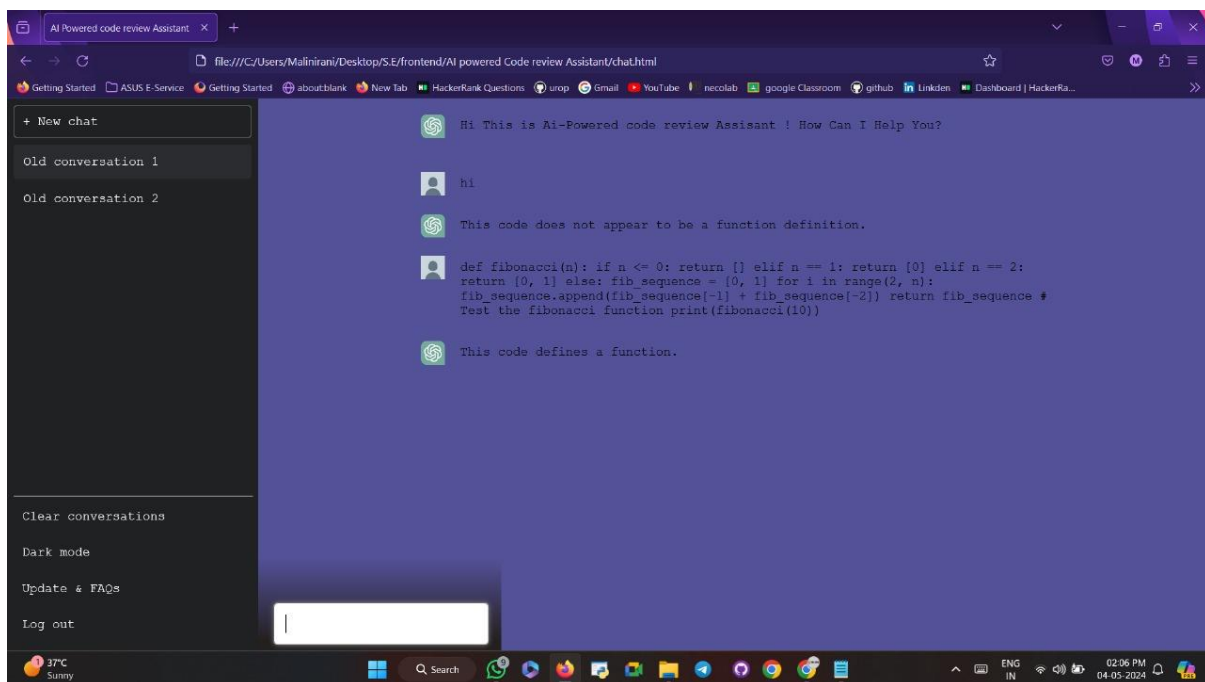 AI Powered code review Assistant
file:///C:/Users/Malinirani/Desktop/S.E/frontend/AI powered Code review Assistant/chat.html
Getting Started ASUS E-Service Getting Started about:blank New Tab HackerRank Questions urop Gmail YouTube necolab google Classroom github Linkden Dashboard | HackerRa...
+ New chat
Old conversation 1
Old conversation 2
Hi This is Ai-Powered code review Assisant ! How Can I Help You?
hi
This code does not appear to be a function definition.
def fibonacci(n): if n <= 0: return [] elif n == 1: return [0] elif n == 2:
return [0, 1] else: fib_sequence = [0, 1] for i in range(2, n):
fib_sequence.append(fib_sequence[-1] + fib_sequence[-2]) return fib_sequence #
Test the fibonacci function print(fibonacci(10))
This code defines a function.
Clear conversations
Dark mode
Update & FAQs
Log out
1 37°C
Sunny
Search
ENG
IN
02:06 PM
04-05-2024